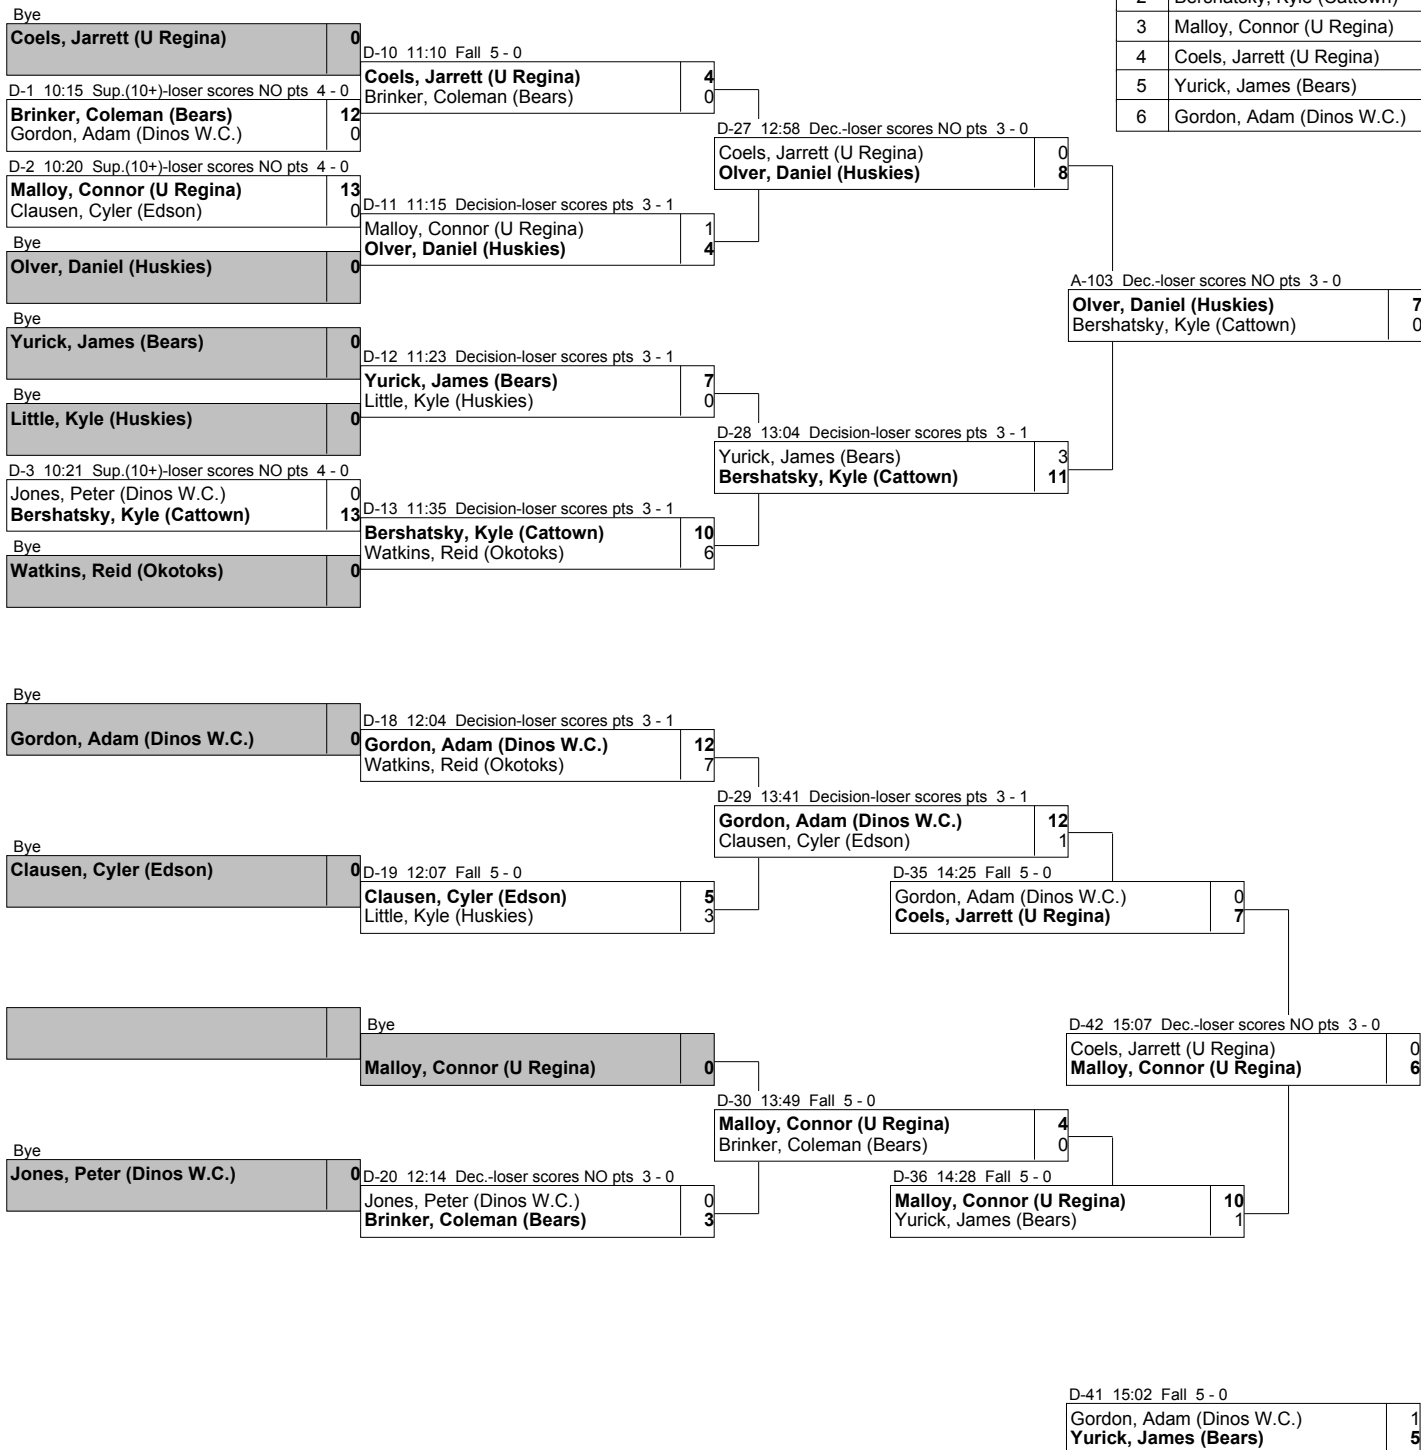 Bye
Coels, Jarrett (U Regina) 0
D-1 10:15 Sup.(10+)-loser scores NO pts 4 - 0
Brinker, Coleman (Bears) 12
Gordon, Adam (Dinos W.C.) 0
D-2 10:20 Sup.(10+)-loser scores NO pts 4 - 0
Malloy, Connor (U Regina) 13
Clausen, Cyler (Edson) 0
Bye
Olver, Daniel (Huskies) 0
Bye
Yurick, James (Bears) 0
Bye
Little, Kyle (Huskies) 0
D-3 10:21 Sup.(10+)-loser scores NO pts 4 - 0
Jones, Peter (Dinos W.C.) 0
Bershatsky, Kyle (Cattown) 13
Bye
Watkins, Reid (Okotoks) 0
D-10 11:10 Fall 5 - 0
Coels, Jarrett (U Regina) 4
Brinker, Coleman (Bears) 0
D-11 11:15 Decision-loser scores pts 3 - 1
Malloy, Connor (U Regina) 1
Olver, Daniel (Huskies) 4
D-12 11:23 Decision-loser scores pts 3 - 1
Yurick, James (Bears) 7
Little, Kyle (Huskies) 0
D-13 11:35 Decision-loser scores pts 3 - 1
Bershatsky, Kyle (Cattown) 10
Watkins, Reid (Okotoks) 6
D-27 12:58 Dec.-loser scores NO pts 3 - 0
Coels, Jarrett (U Regina) 0
Olver, Daniel (Huskies) 8
D-28 13:04 Decision-loser scores pts 3 - 1
Yurick, James (Bears) 3
Bershatsky, Kyle (Cattown) 11
A-103 Dec.-loser scores NO pts 3 - 0
Olver, Daniel (Huskies) 7
Bershatsky, Kyle (Cattown) 0
2 Bershatsky, Kyle (Cattown)
3 Malloy, Connor (U Regina)
4 Coels, Jarrett (U Regina)
5 Yurick, James (Bears)
6 Gordon, Adam (Dinos W.C.)
Bye
Gordon, Adam (Dinos W.C.) 0
Bye
Clausen, Cyler (Edson) 0
Bye
Jones, Peter (Dinos W.C.) 0
D-18 12:04 Decision-loser scores pts 3 - 1
Gordon, Adam (Dinos W.C.) 12
Watkins, Reid (Okotoks) 7
D-19 12:07 Fall 5 - 0
Clausen, Cyler (Edson) 5
Little, Kyle (Huskies) 3
Bye
Malloy, Connor (U Regina) 0
D-20 12:14 Dec.-loser scores NO pts 3 - 0
Jones, Peter (Dinos W.C.) 0
Brinker, Coleman (Bears) 3
D-29 13:41 Decision-loser scores pts 3 - 1
Gordon, Adam (Dinos W.C.) 12
Clausen, Cyler (Edson) 1
D-30 13:49 Fall 5 - 0
Malloy, Connor (U Regina) 4
Brinker, Coleman (Bears) 0
D-35 14:25 Fall 5 - 0
Gordon, Adam (Dinos W.C.) 0
Coels, Jarrett (U Regina) 7
D-36 14:28 Fall 5 - 0
Malloy, Connor (U Regina) 10
Yurick, James (Bears) 1
D-42 15:07 Dec.-loser scores NO pts 3 - 0
Coels, Jarrett (U Regina) 0
Malloy, Connor (U Regina) 6
D-41 15:02 Fall 5 - 0
Gordon, Adam (Dinos W.C.) 1
Yurick, James (Bears) 5